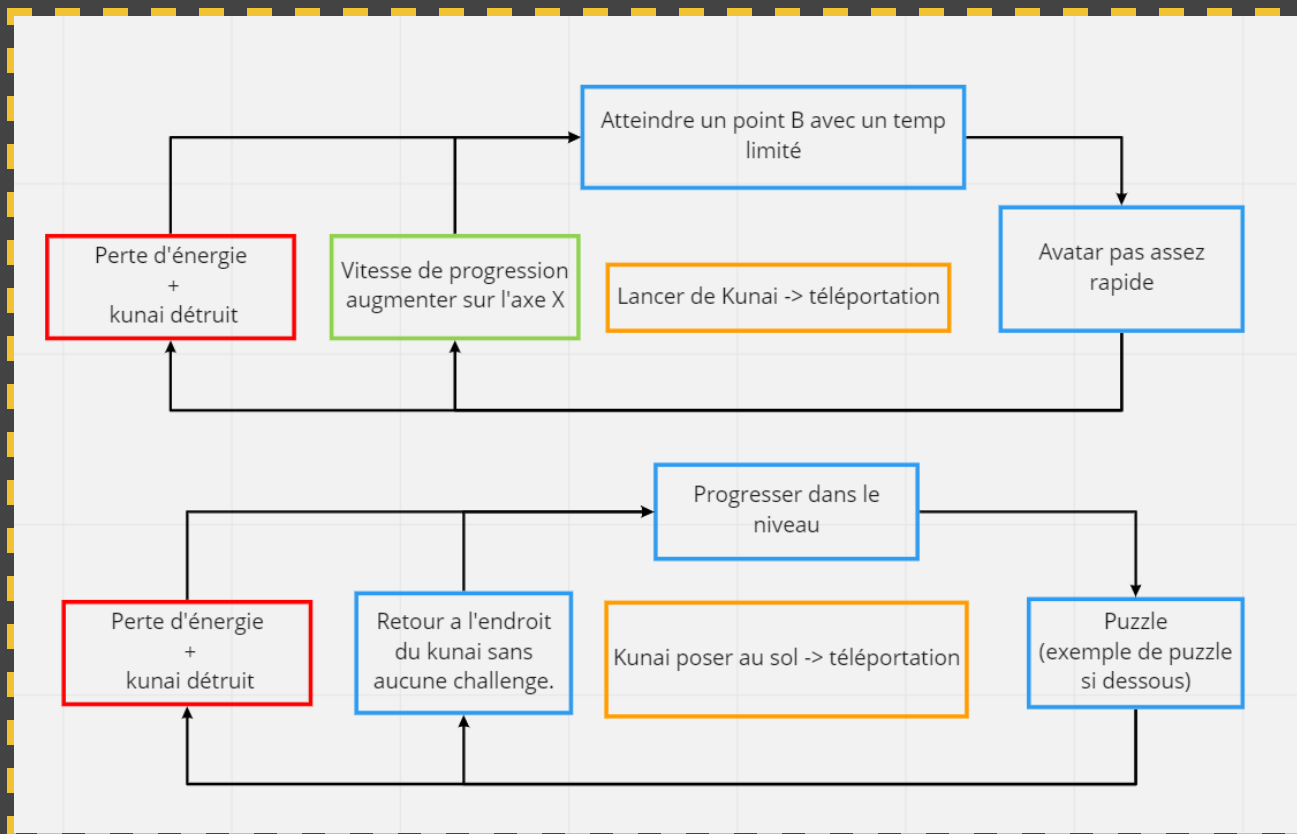 Atteindre un point B avec un temp
limité
Perte d'énergie
+
kunai détruit
Vitesse de progression
augmenter sur l'axe X
Lancer de Kunai -> téléportation
Avatar pas assez
rapide
Progresser dans le
niveau
Perte d'énergie
+
kunai détruit
Retour a l'endroit
du kunai sans
aucune challenge.
Kunai poser au sol -> téléportation
Puzzle
(exemple de puzzle
si dessous)